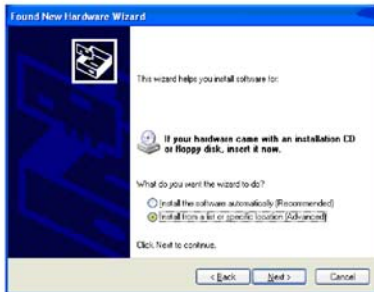 Found New Hardware Wizard
This wizard helps you install software for:
If your hardware came with an installation CD
or floppy disk, insert it now.
What do you want the wizard to do?
Install the software automatically (Recommended)
Install from a list or specific location (Advanced)
Click Next to continue.
< Back Next > Cancel